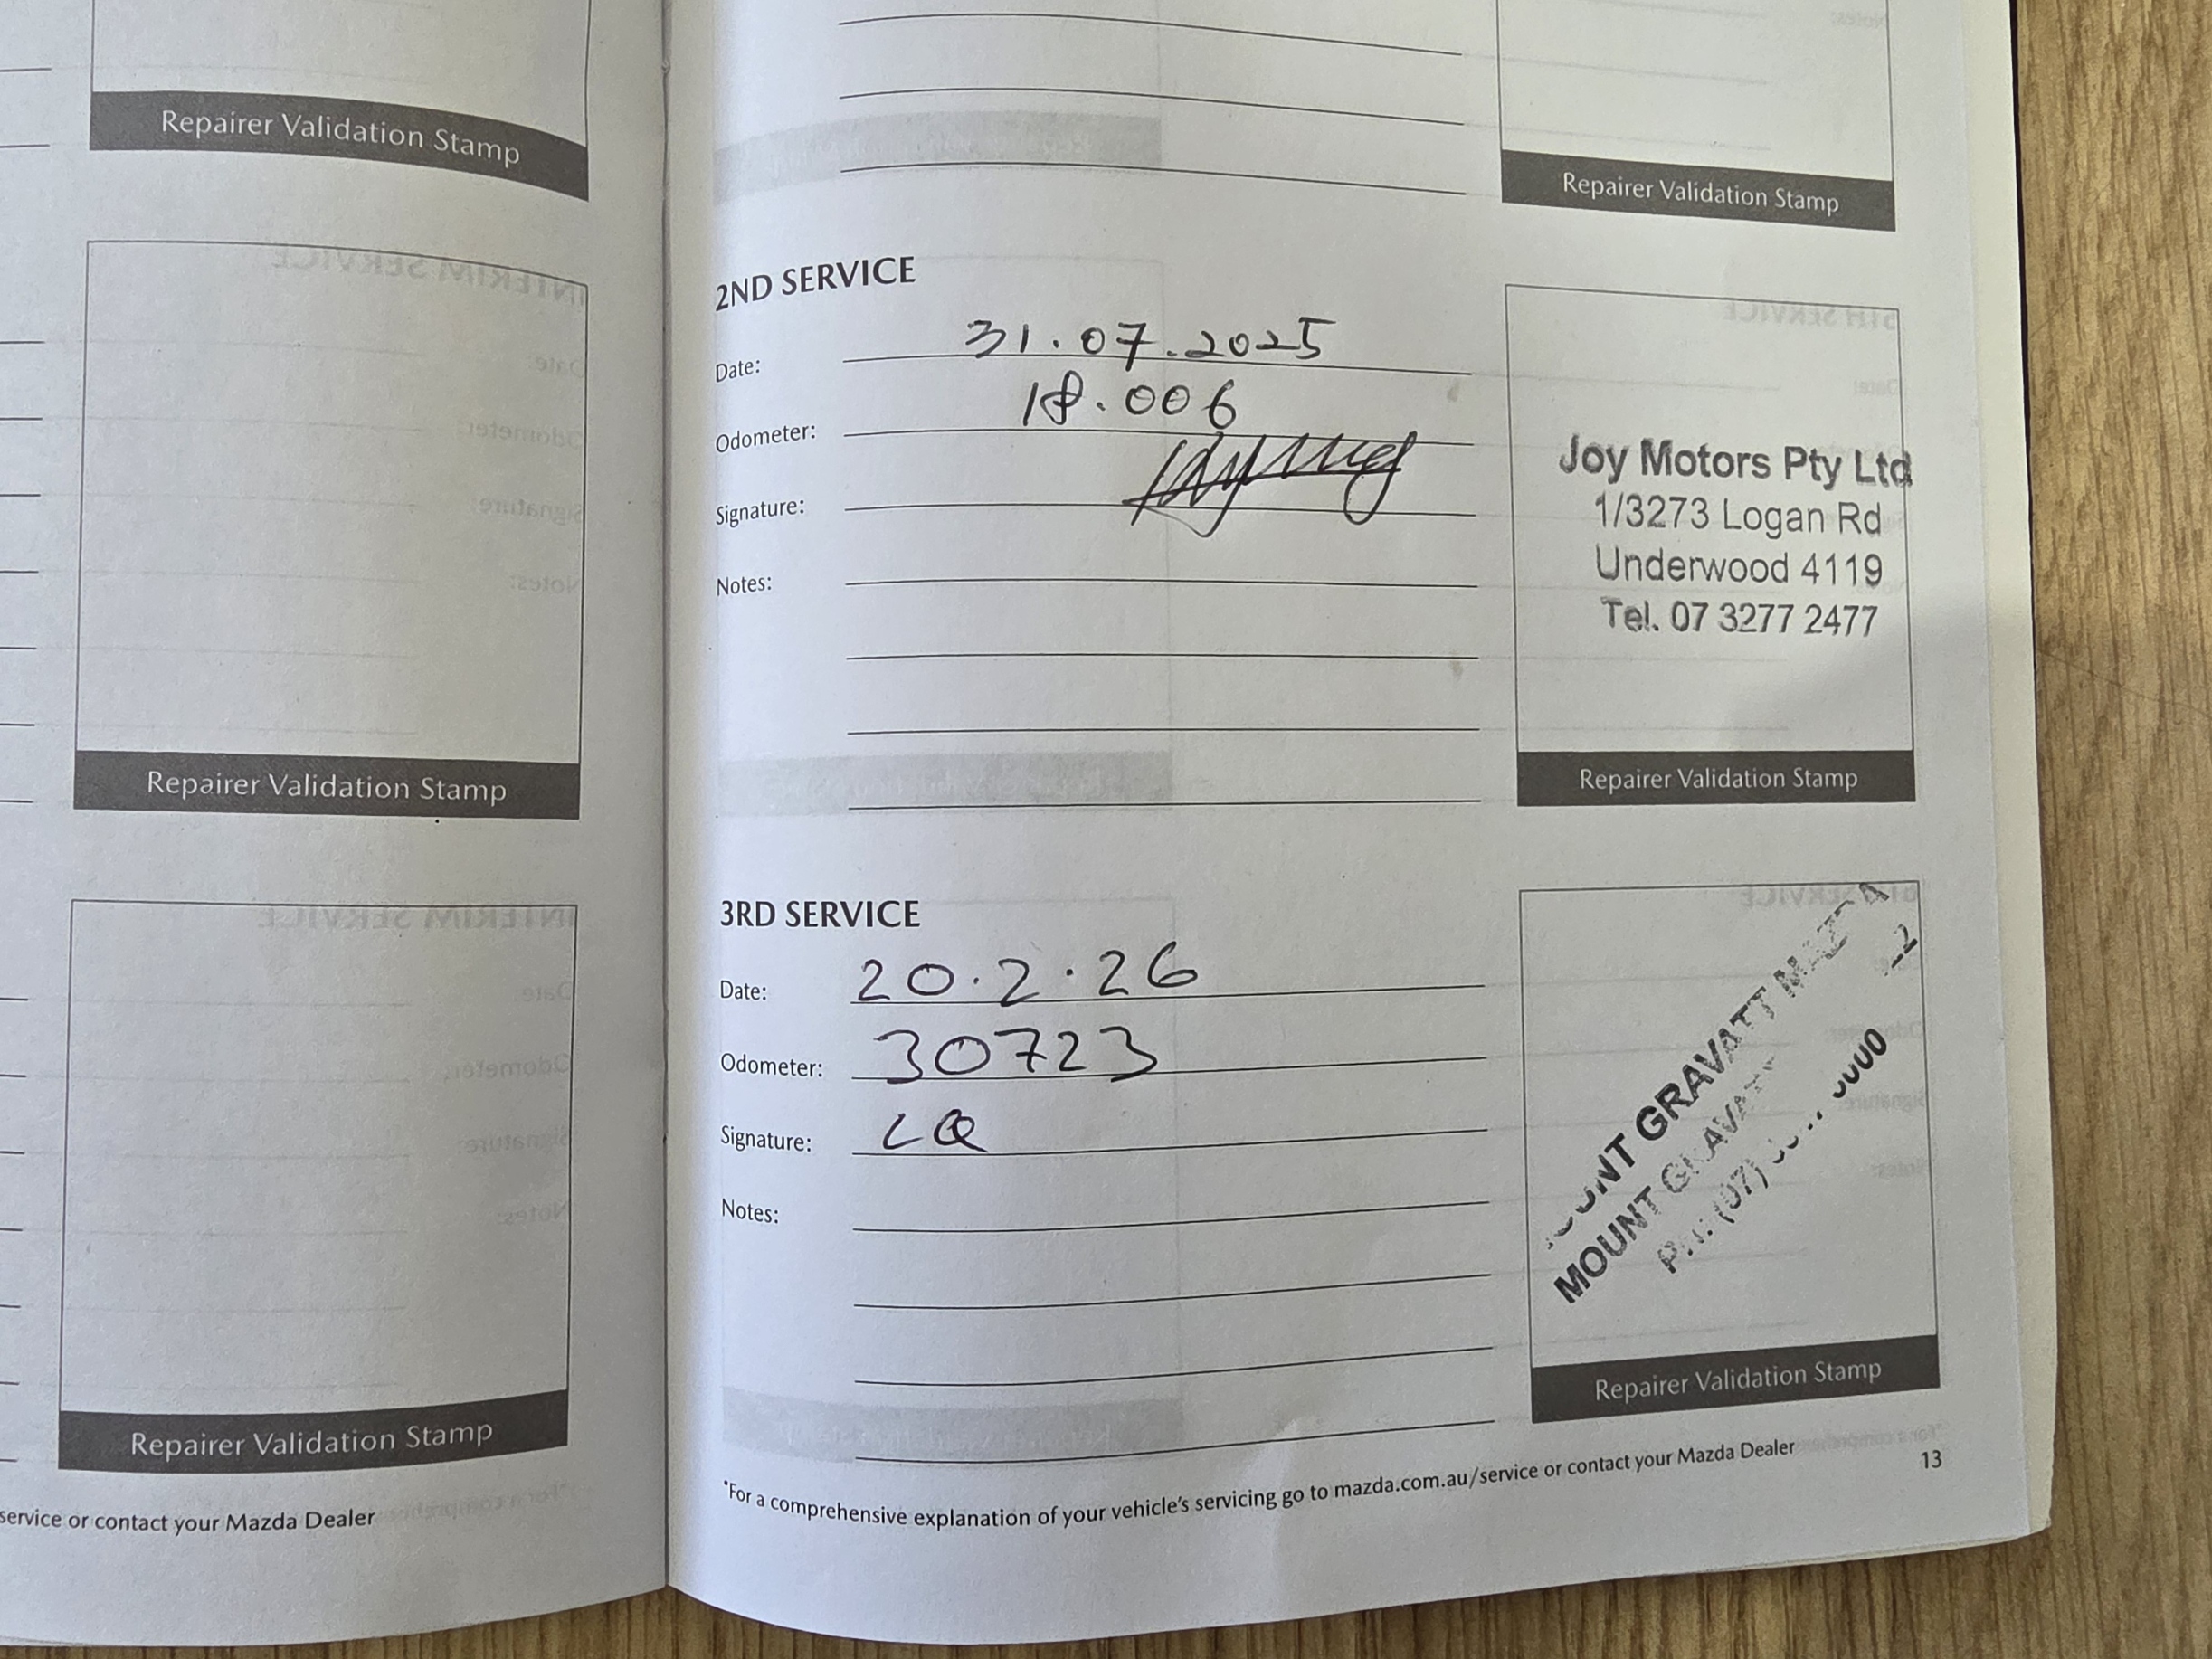 Repairer Validation Stamp
Repairer Validation Stamp
Repairer Validation Stamp
service or contact your Mazda Dealer
Repairer Validation Stamp
2ND SERVICE
Date: 31.07.2025
Odometer: 18.006
Signature:
Notes:
Joy Motors Pty Ltd
1/3273 Logan Rd
Underwood 4119
Tel. 07 3277 2477
Repairer Validation Stamp
3RD SERVICE
Date: 20.2.26
Odometer: 30723
Signature: LQ
Notes:
GRAVATT MAZDA
MOUNT GRAVATT
(07)
Repairer Validation Stamp
*For a comprehensive explanation of your vehicle's servicing go to mazda.com.au/service or contact your Mazda Dealer
13